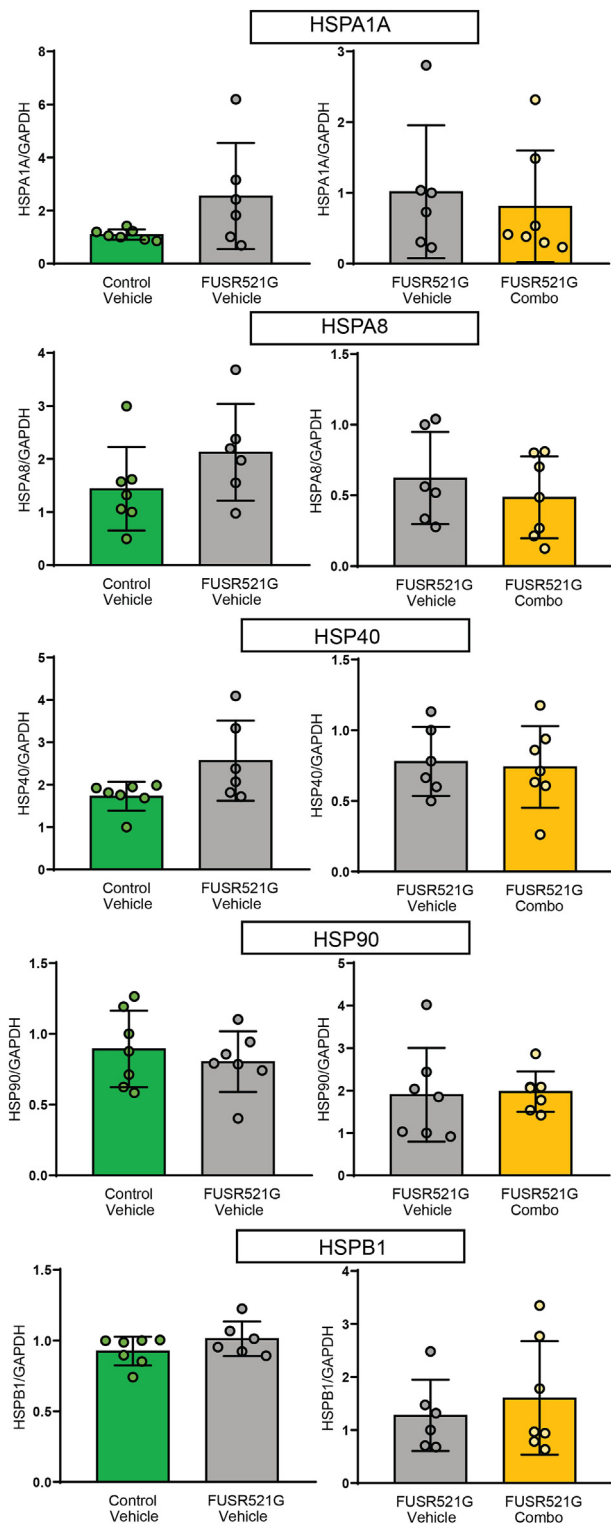 HSPA1A
HSPA1A/GAPDH
8
6
4
2
0
Control
Vehicle
FUSR521G
Vehicle
HSPA1A/GAPDH
3
2
1
0
FUSR521G
Vehicle
FUSR521G
Combo
HSPA8
HSPA8/GAPDH
4
3
2
1
0
Control
Vehicle
FUSR521G
Vehicle
HSPA8/GAPDH
1.5
1.0
0.5
0.0
FUSR521G
Vehicle
FUSR521G
Combo
HSP40
HSP40/GAPDH
5
4
3
2
1
0
Control
Vehicle
FUSR521G
Vehicle
HSP40/GAPDH
1.5
1.0
0.5
0.0
FUSR521G
Vehicle
FUSR521G
Combo
HSP90
HSP90/GAPDH
1.5
1.0
0.5
0.0
Control
Vehicle
FUSR521G
Vehicle
HSP90/GAPDH
5
4
3
2
1
0
FUSR521G
Vehicle
FUSR521G
Combo
HSPB1
HSPB1/GAPDH
1.5
1.0
0.5
0.0
Control
Vehicle
FUSR521G
Vehicle
HSPB1/GAPDH
4
3
2
1
0
FUSR521G
Vehicle
FUSR521G
Combo